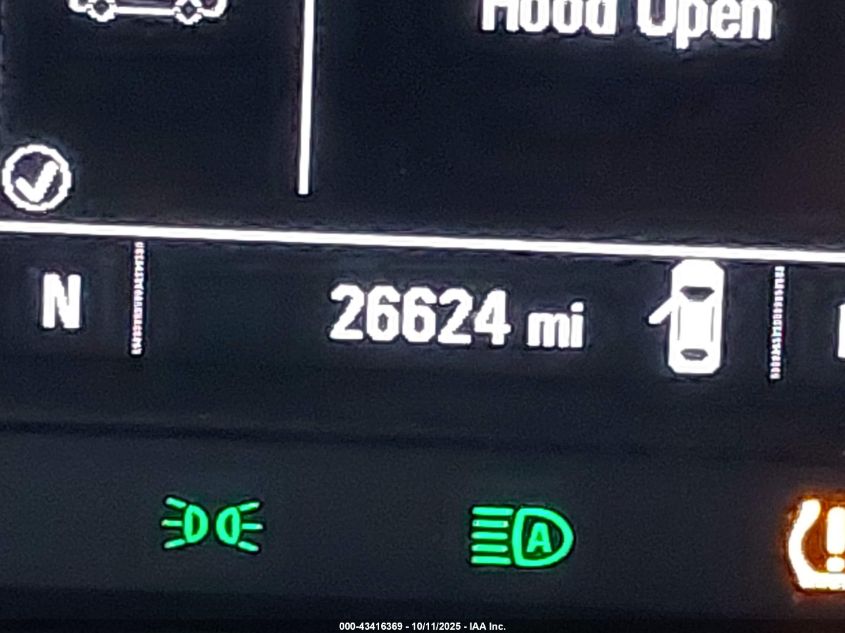 Hood Open
N 26624 mi
A
000-43416369 - 10/11/2025 - IAA Inc.